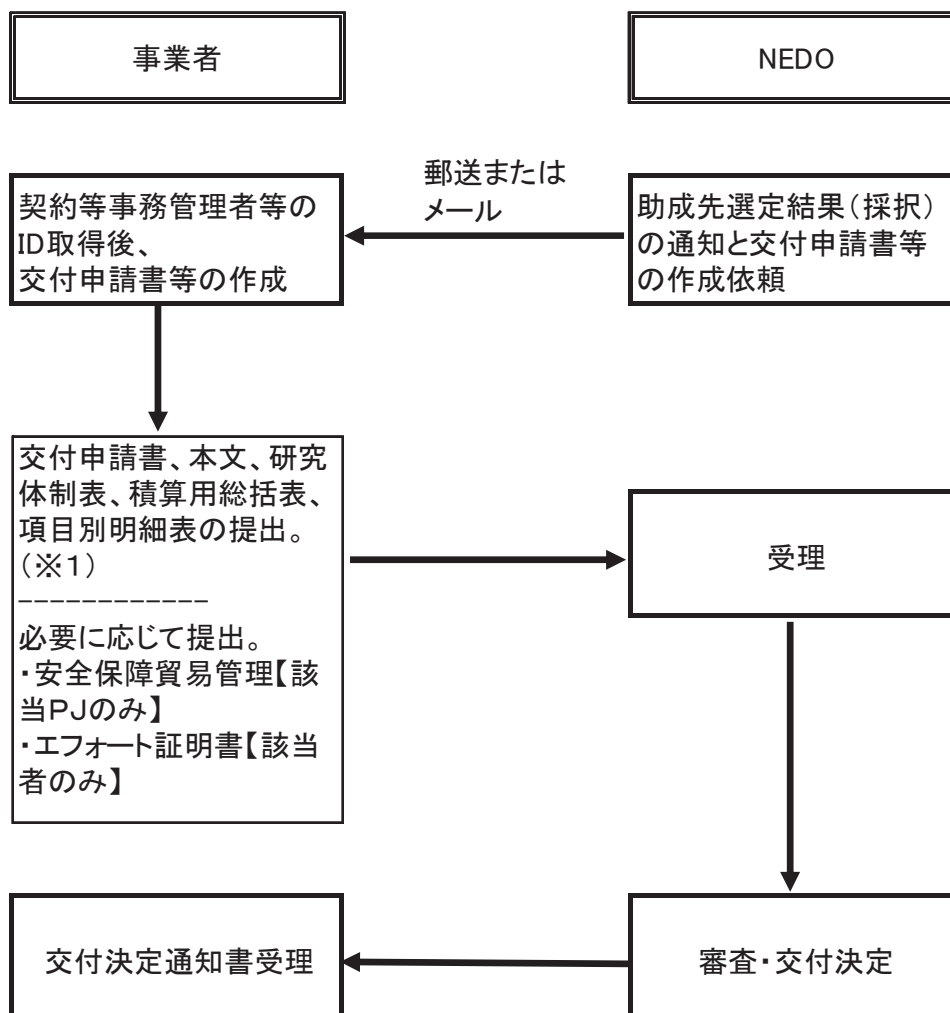 事業者
NEDO
郵送または
メール
契約等事務管理者等の
ID取得後、
交付申請書等の作成
助成先選定結果（採択）
の通知と交付申請書等
の作成依頼
交付申請書、本文、研究
体制表、積算用総括表、
項目別明細表の提出。
（※１）
------------
必要に応じて提出。
・安全保障貿易管理【該
当ＰＪのみ】
・エフォート証明書【該当
者のみ】
受理
交付決定通知書受理
審査・交付決定